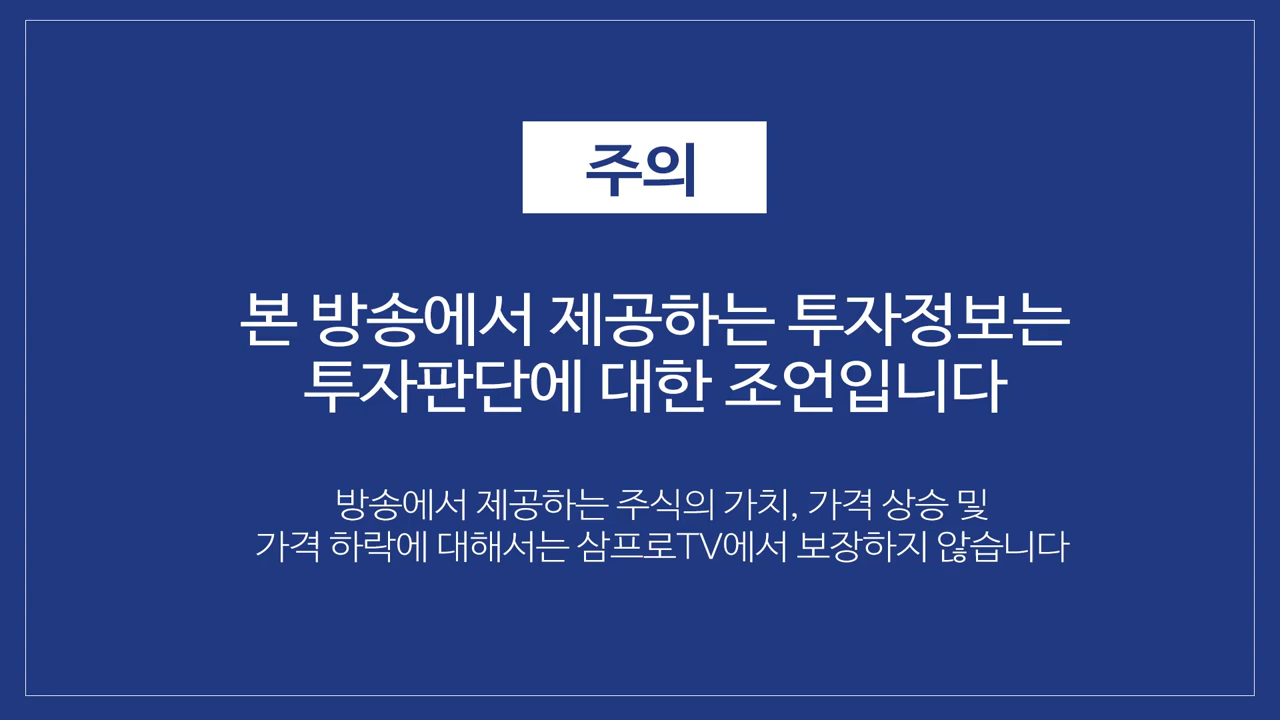 주의
본 방송에서 제공하는 투자정보는
투자판단에 대한 조언입니다
방송에서 제공하는 주식의 가치, 가격 상승 및
가격 하락에 대해서는 삼프로TV에서 보장하지 않습니다